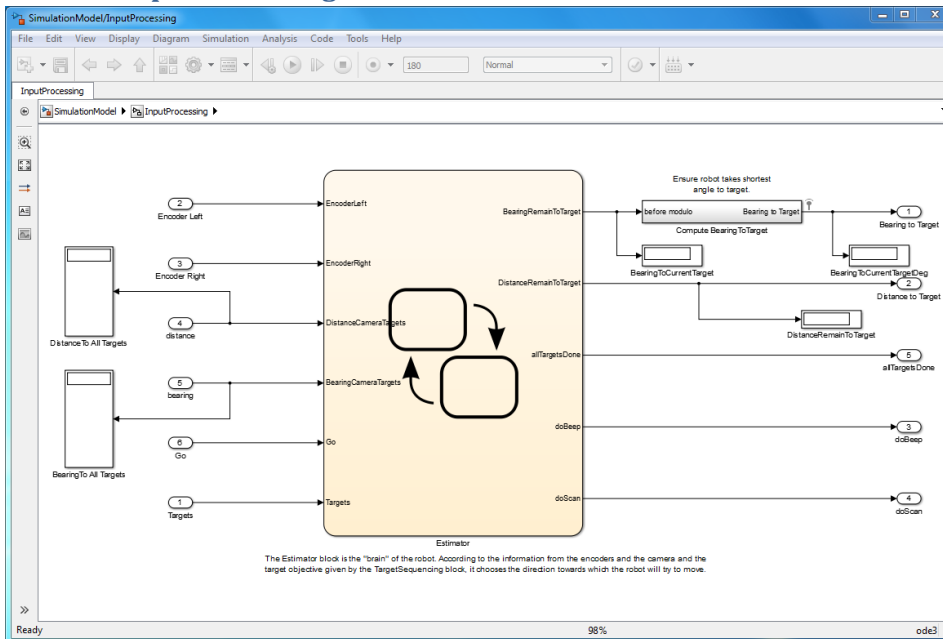 SimulationModel/InputProcessing
File Edit View Display Diagram Simulation Analysis Code Tools Help
180 Normal
InputProcessing
SimulationModel InputProcessing
Ensure robot takes shortest
angle to target.
2
Encoder Left
EncoderLeft
BearingRemainToTarget
before modulo Bearing to Target
Compute BearingToTarget
1
Bearing to Target
BearingToCurrentTarget
BearingToCurrentTargetDeg
3
Encoder Right
EncoderRight
DistanceRemainToTarget
2
Distance to Target
DistanceRemainToTarget
4
distance
DistanceCameraTargets
DistanceTo All Targets
allTargetsDone
5
allTargetsDone
5
bearing
BearingCameraTargets
doBeep
3
doBeep
6
Go
Go
BearingTo All Targets
1
Targets
Targets
doScan
4
doScan
Estimator
The Estimator block is the "brain" of the robot. According to the information from the encoders and the camera and the
target objective given by the TargetSequencing block, it chooses the direction towards which the robot will try to move.
Ready 98% ode3